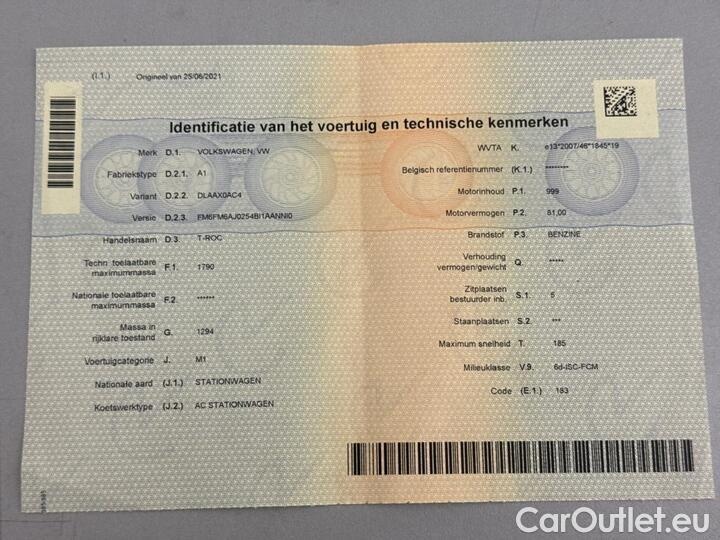 (I.1.) Origineel van 25/06/2021
Identificatie van het voertuig en technische kenmerken
Merk D.1. VOLKSWAGEN, VW
Fabriekstype D.2.1. A1
Variant D.2.2. DLAAX0AC4
Versie D.2.3. FM6FM6AJ0254BI1AANNI0
Handelsnaam D.3. T-ROC
Techn. toelaatbare
maximummassa F.1. 1790
Nationale toelaatbare
maximummassa F.2. ******
Massa in
rijklare toestand G. 1294
Voertuigcategorie J. M1
Nationale aard (J.1.) STATIONWAGEN
Koetswerktype (J.2.) AC STATIONWAGEN
WVTA K. e13*2007/46*1845*19
Belgisch referentienummer (K.1.) ********
Motorinhoud P.1. 999
Motorvermogen P.2. 81,00
Brandstof P.3. BENZINE
Verhouding
vermogen/gewicht Q. *****
Zitplaatsen
bestuurder inb. S.1. 5
Staanplaatsen S.2. ***
Maximum snelheid T. 185
Milieuklasse V.9. 6d-ISC-FCM
Code (E.1.) 183
CarOutlet.eu